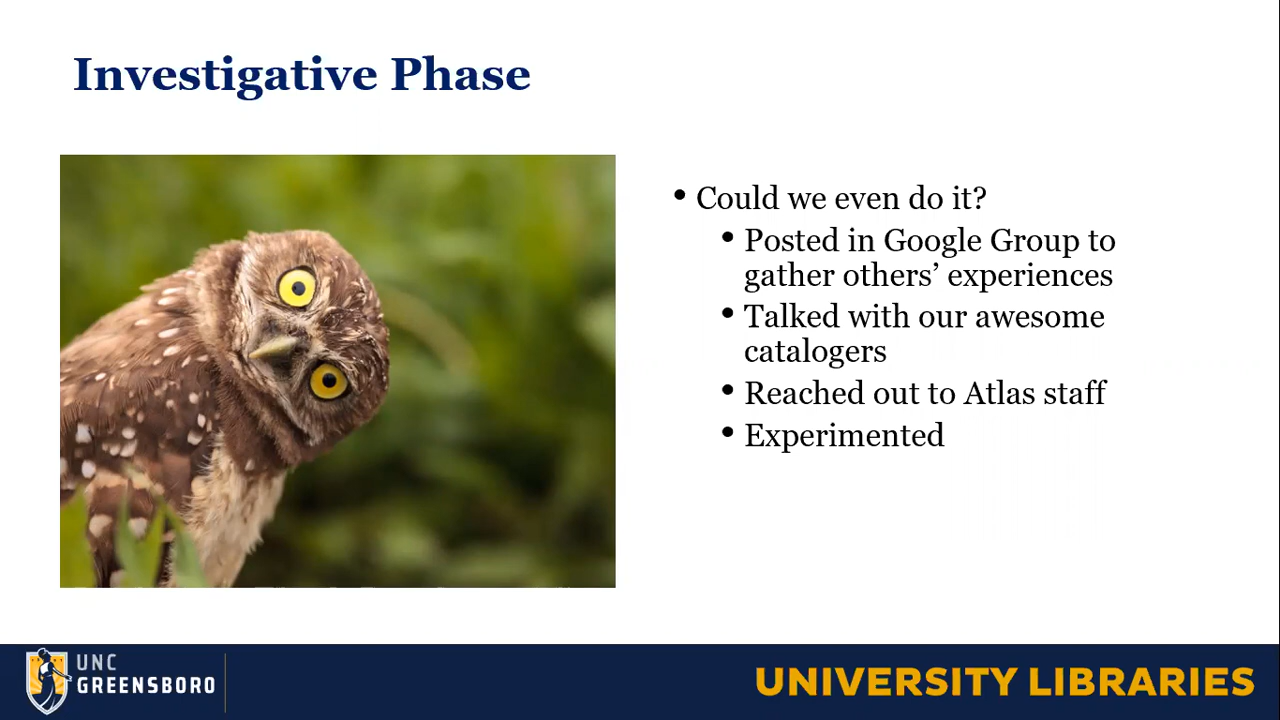 Investigative Phase
• Could we even do it?
• Posted in Google Group to
gather others’ experiences
• Talked with our awesome
catalogers
• Reached out to Atlas staff
• Experimented
UNC
GREENSBORO
UNIVERSITY LIBRARIES